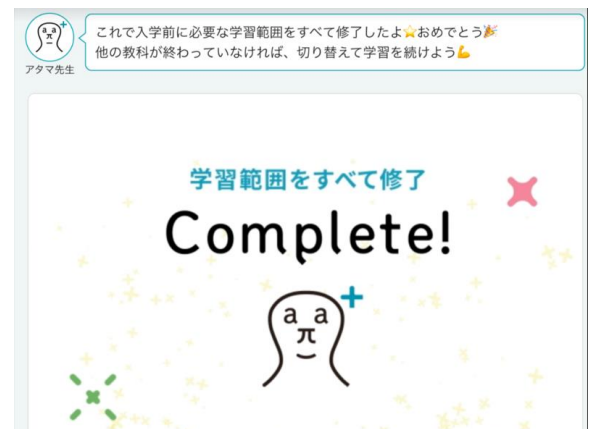 これで入学前に必要な学習範囲をすべて修了したよ⭐おめでとう🎉
他の教科が終わっていなければ、切り替えて学習を続けよう💪
アタマ先生
学習範囲をすべて修了
Complete!
a a
π